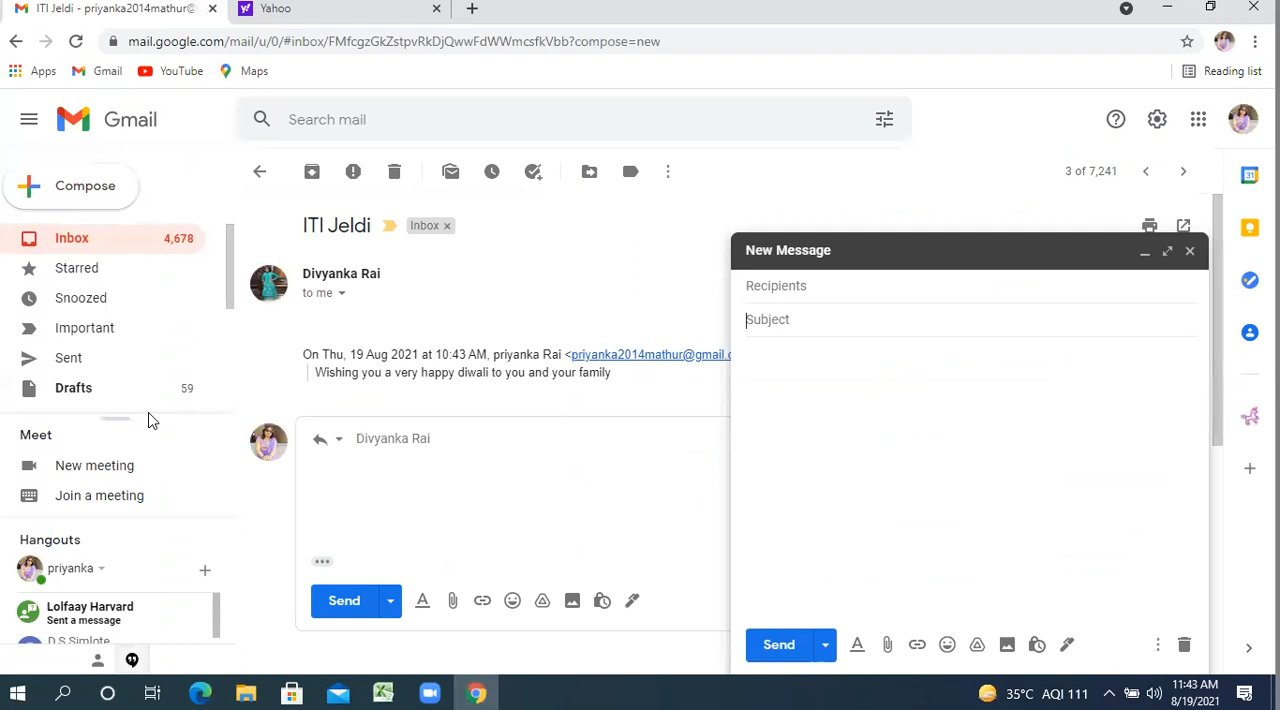 ITI Jeldi - priyanka2014mathur@
Yahoo
mail.google.com/mail/u/0/#inbox/FMfcgzGkZstpvRkDjQwwFdWWmcsfkVbb?compose=new
Apps
Gmail
YouTube
Maps
Reading list
Gmail
Search mail
Compose
3 of 7,241
31
Inbox 4,678
ITI Jeldi
Inbox ×
New Message
Starred
Divyanka Rai
Recipients
Snoozed
to me
Important
Subject
Sent
On Thu, 19 Aug 2021 at 10:43 AM, priyanka Rai <priyanka2014mathur@gmail.c
Wishing you a very happy diwali to you and your family
Drafts 59
Meet
Divyanka Rai
New meeting
Join a meeting
Hangouts
priyanka
Lolfaay Harvard
Sent a message
D S Simlote
Send
Send
35°C AQI 111
11:43 AM
8/19/2021